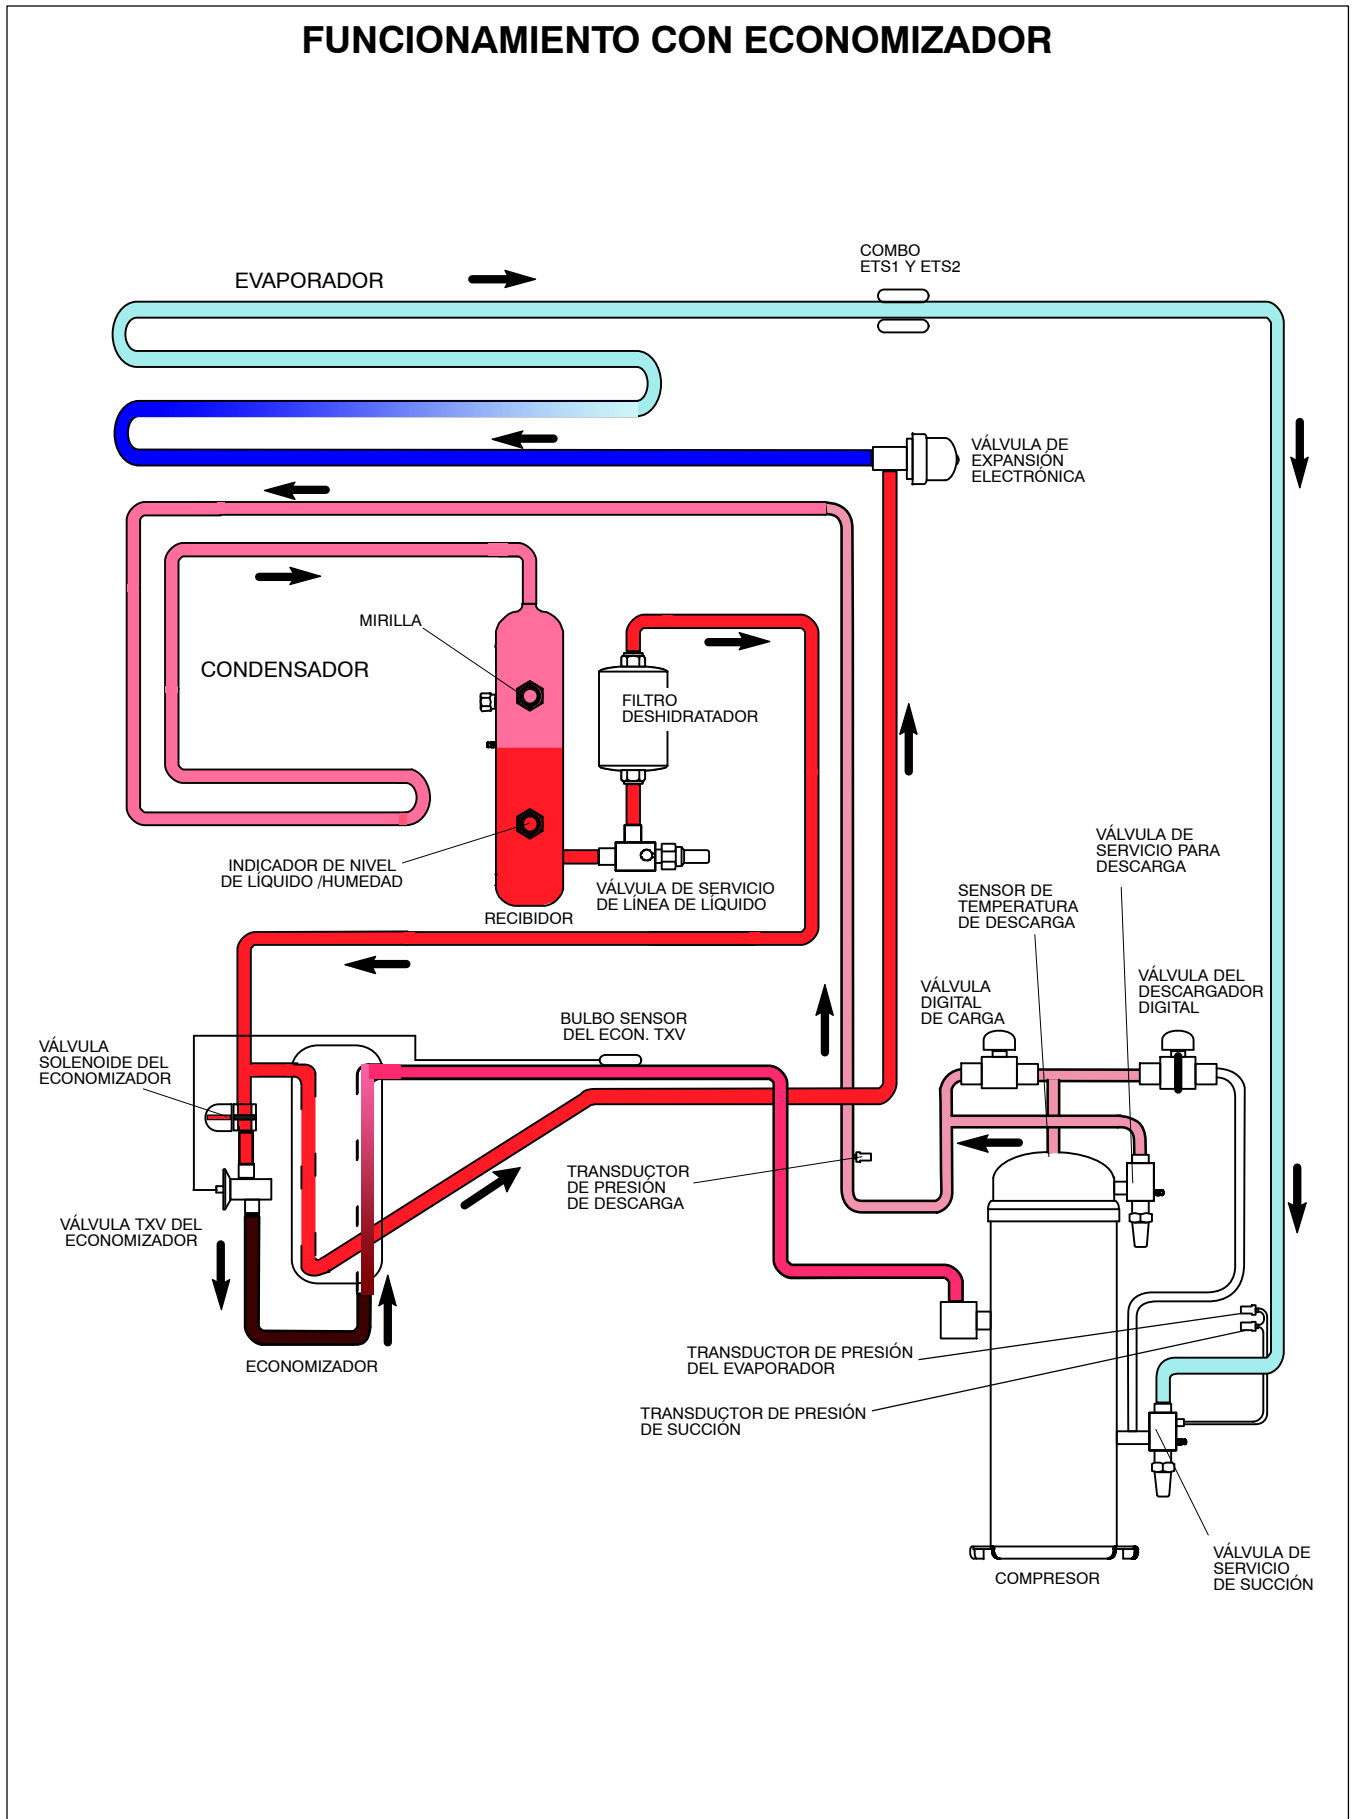 FUNCIONAMIENTO CON ECONOMIZADOR
COMBO
ETS1 Y ETS2
EVAPORADOR
VÁLVULA DE
EXPANSIÓN
ELECTRÓNICA
MIRILLA
CONDENSADOR
FILTRO
DESHIDRATADOR
INDICADOR DE NIVEL
DE LÍQUIDO /HUMEDAD
VÁLVULA DE SERVICIO
DE LÍNEA DE LÍQUIDO
RECIBIDOR
VÁLVULA DE
SERVICIO PARA
DESCARGA
SENSOR DE
TEMPERATURA
DE DESCARGA
VÁLVULA
DIGITAL
DE CARGA
VÁLVULA DEL
DESCARGADOR
DIGITAL
BULBO SENSOR
DEL ECON. TXV
VÁLVULA
SOLENOIDE DEL
ECONOMIZADOR
TRANSDUCTOR
DE PRESIÓN
DE DESCARGA
VÁLVULA TXV DEL
ECONOMIZADOR
ECONOMIZADOR
TRANSDUCTOR DE PRESIÓN
DEL EVAPORADOR
TRANSDUCTOR DE PRESIÓN
DE SUCCIÓN
COMPRESOR
VÁLVULA DE
SERVICIO
DE SUCCIÓN